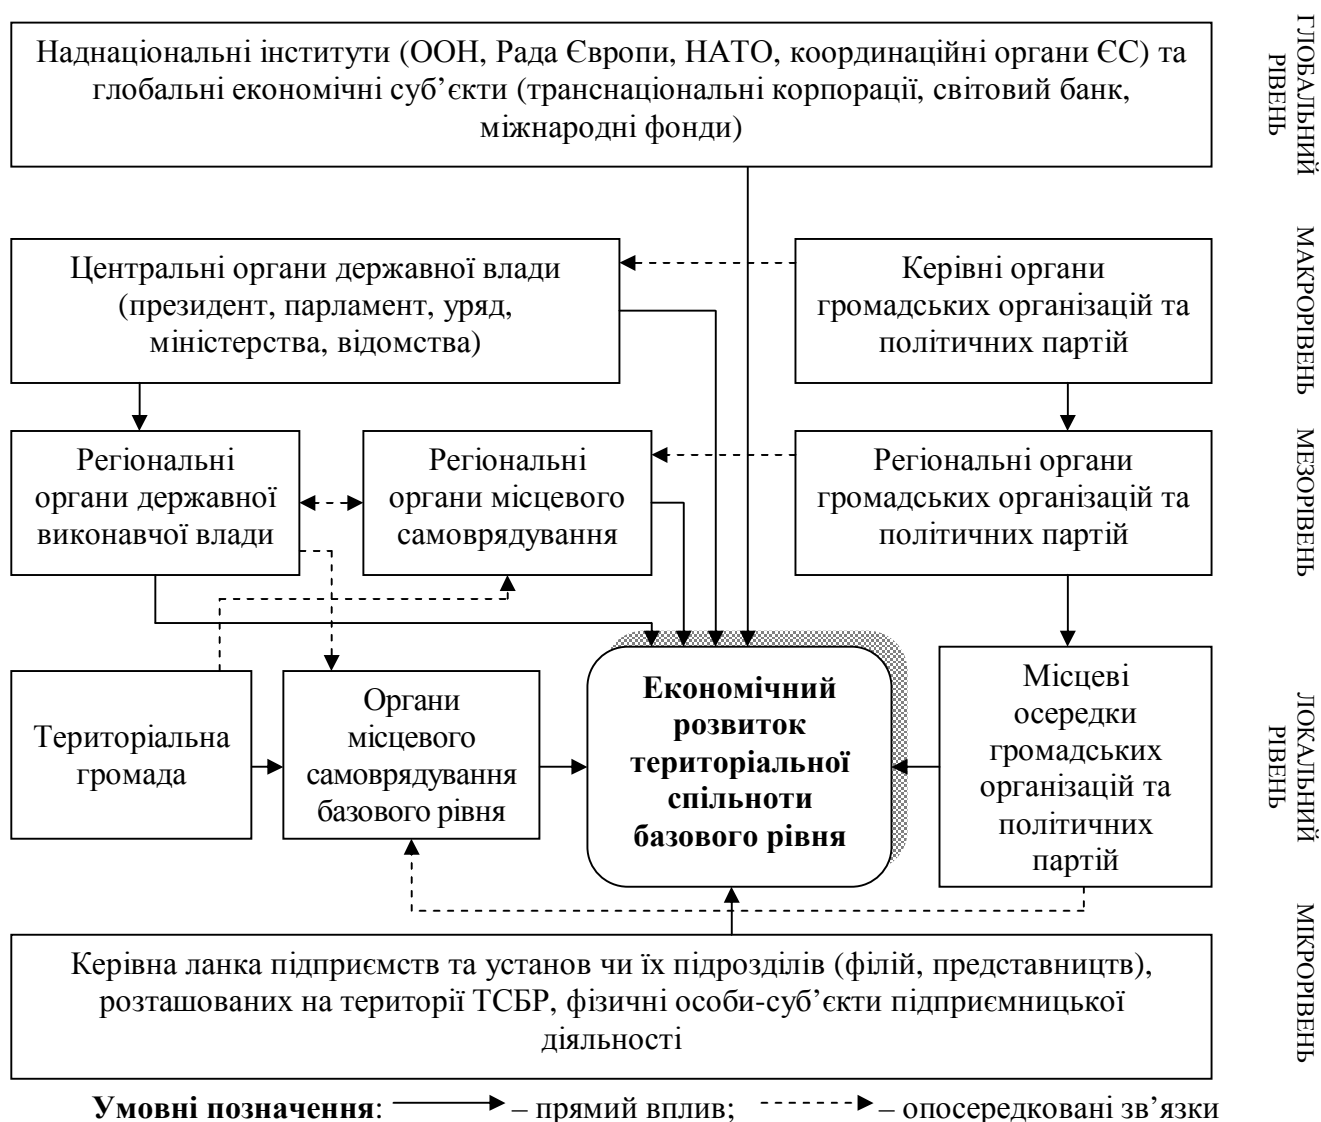 Наднаціональні інститути (ООН, Рада Європи, НАТО, координаційні органи ЄС) та
глобальні економічні суб’єкти (транснаціональні корпорації, світовий банк,
міжнародні фонди)
ГЛОБАЛЬНИЙ
РІВЕНЬ
Центральні органи державної влади
(президент, парламент, уряд,
міністерства, відомства)
Керівні органи
громадських організацій та
політичних партій
МАКРОРІВЕНЬ
Регіональні
органи державної
виконавчої влади
Регіональні
органи місцевого
самоврядування
Регіональні органи
громадських організацій та
політичних партій
МЕЗОРІВЕНЬ
Територіальна
громада
Органи
місцевого
самоврядування
базового рівня
Економічний
розвиток
територіальної
спільноти
базового рівня
Місцеві
осередки
громадських
організацій та
політичних
партій
ЛОКАЛЬНИЙ
РІВЕНЬ
Керівна ланка підприємств та установ чи їх підрозділів (філій, представництв),
розташованих на території ТСБР, фізичні особи-суб’єкти підприємницької
діяльності
МІКРОРІВЕНЬ
Умовні позначення: – прямий вплив; – опосередковані зв’язки